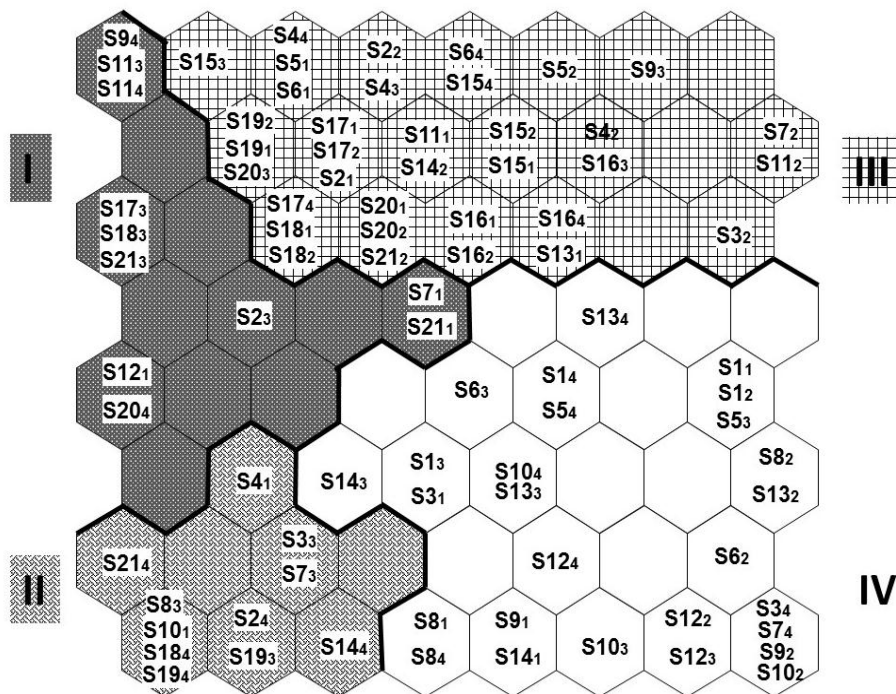 S9₄
S11₃
S11₄
S15₃
S4₄
S5₁
S6₁
S2₂
S4₃
S6₄
S15₄
S5₂
S9₃
S19₂
S19₁
S20₃
S17₁
S17₂
S2₁
S11₁
S14₂
S15₂
S15₁
S4₂
S16₃
S7₂
S11₂
I
III
S17₃
S18₃
S21₃
S17₄
S18₁
S18₂
S20₁
S20₂
S21₂
S16₁
S16₂
S16₄
S13₁
S3₂
S2₃
S7₁
S21₁
S13₄
S12₁
S20₄
S6₃
S1₄
S5₄
S1₁
S1₂
S5₃
S4₁
S14₃
S1₃
S3₁
S10₄
S13₃
S8₂
S13₂
S21₄
S3₃
S7₃
S12₄
S6₂
II
IV
S8₃
S10₁
S18₄
S19₄
S2₄
S19₃
S14₄
S8₁
S8₄
S9₁
S14₁
S10₃
S12₂
S12₃
S3₄
S7₄
S9₂
S10₂